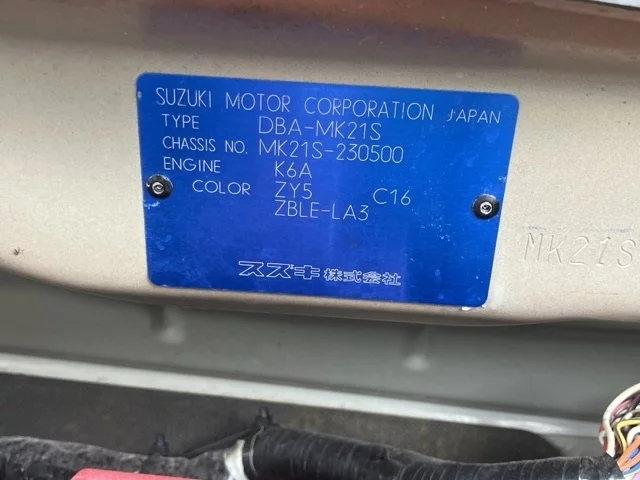 SUZUKI MOTOR CORPORATION JAPAN
TYPE DBA-MK21S
CHASSIS NO. MK21S-230500
ENGINE K6A
COLOR ZY5 C16
ZBLE-LA3
スズキ株式会社
MK21S